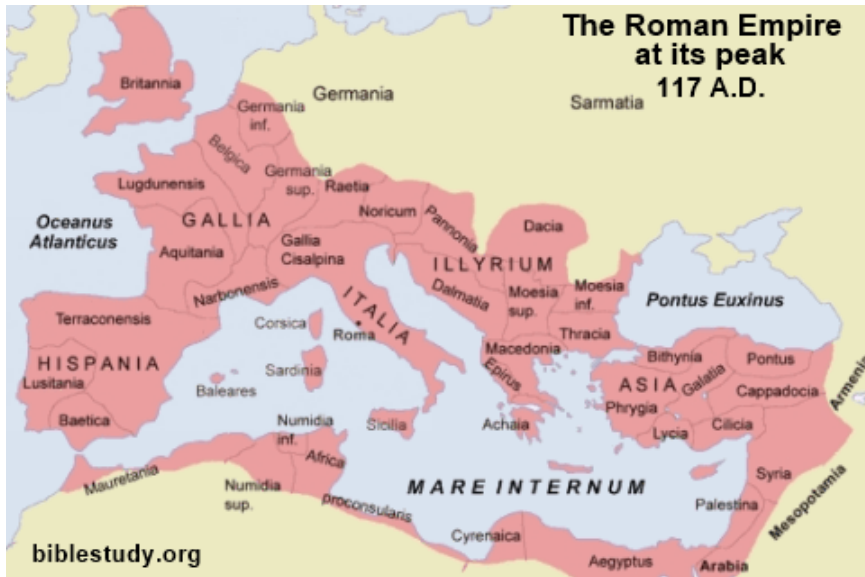 The Roman Empire
at its peak
117 A.D.
Britannia
Germania
inf.
Germania
Sarmatia
Belgica
Lugdunensis
Germania
sup.
Raetia
Noricum
Pannonia
Dacia
Oceanus
Atlanticus
GALLIA
Aquitania
Gallia
Cisalpina
ILLYRIUM
Dalmatia
Moesia
sup.
Moesia
inf.
Pontus Euxinus
Narbonensis
ITALIA
Terraconensis
Corsica
Roma
Thracia
Macedonia
Epirus
HISPANIA
Lusitania
Baetica
Baleares
Sardinia
Bithynia
Pontus
Armenia
ASIA
Galatia
Cappadocia
Phrygia
Numidia
inf.
Sicilia
Achaia
Lycia
Cilicia
Mauretania
Numidia
sup.
Africa
proconsularis
MARE INTERNUM
Syria
Palestina
Mesopotamia
Cyrenaica
Aegyptus
Arabia
biblestudy.org